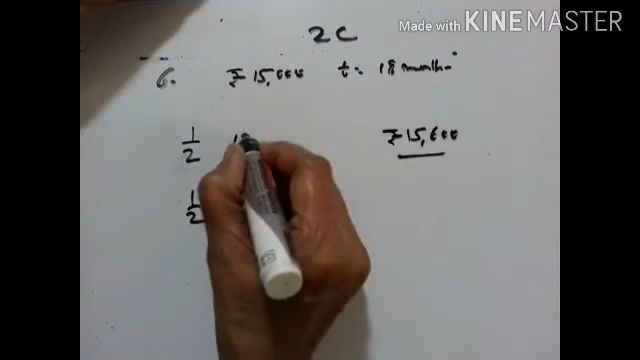 Made with KINEMASTER
2C
6. ₹ 15,000 t = 18 months
1/2 ₹ 15,000
1/2